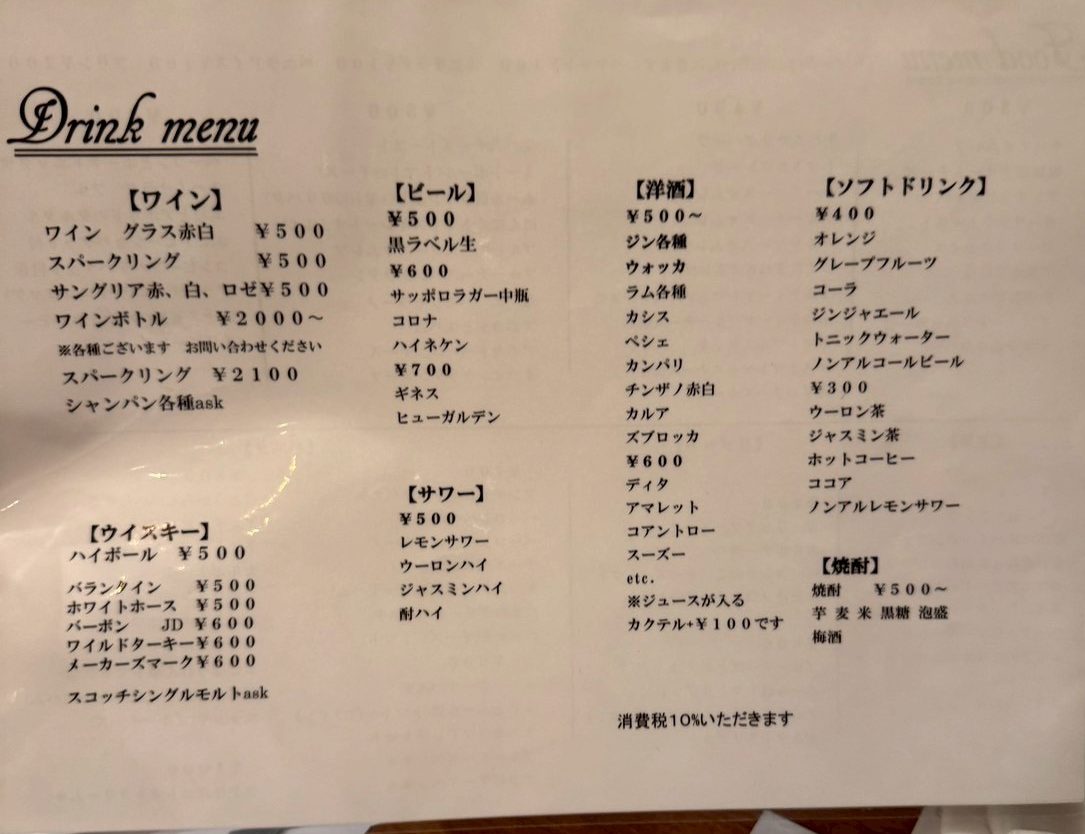 Drink menu
【ワイン】
ワイン　グラス赤白　　￥５００
スパークリング　　　　￥５００
サングリア赤、白、ロゼ￥５００
ワインボトル　　￥２０００～
※各種ございます　お問い合わせください
スパークリング　￥２１００
シャンパン各種ask
【ウイスキー】
ハイボール　￥５００
バランタイン　　￥５００
ホワイトホース　￥５００
バーボン　　JD ￥６００
ワイルドターキー￥６００
メーカーズマーク￥６００
スコッチシングルモルトask
【ビール】
￥５００
黒ラベル生
￥６００
サッポロラガー中瓶
コロナ
ハイネケン
￥７００
ギネス
ヒューガルデン
【サワー】
￥５００
レモンサワー
ウーロンハイ
ジャスミンハイ
酎ハイ
【洋酒】
￥５００～
ジン各種
ウォッカ
ラム各種
カシス
ペシェ
カンパリ
チンザノ赤白
カルア
ズブロッカ
￥６００
ディタ
アマレット
コアントロー
スーズー
etc.
※ジュースが入る
カクテル+￥１００です
【ソフトドリンク】
￥４００
オレンジ
グレープフルーツ
コーラ
ジンジャエール
トニックウォーター
ノンアルコールビール
￥３００
ウーロン茶
ジャスミン茶
ホットコーヒー
ココア
ノンアルレモンサワー
【焼酎】
焼酎　　￥５００～
芋 麦 米 黒糖 泡盛
梅酒
消費税10%いただきます